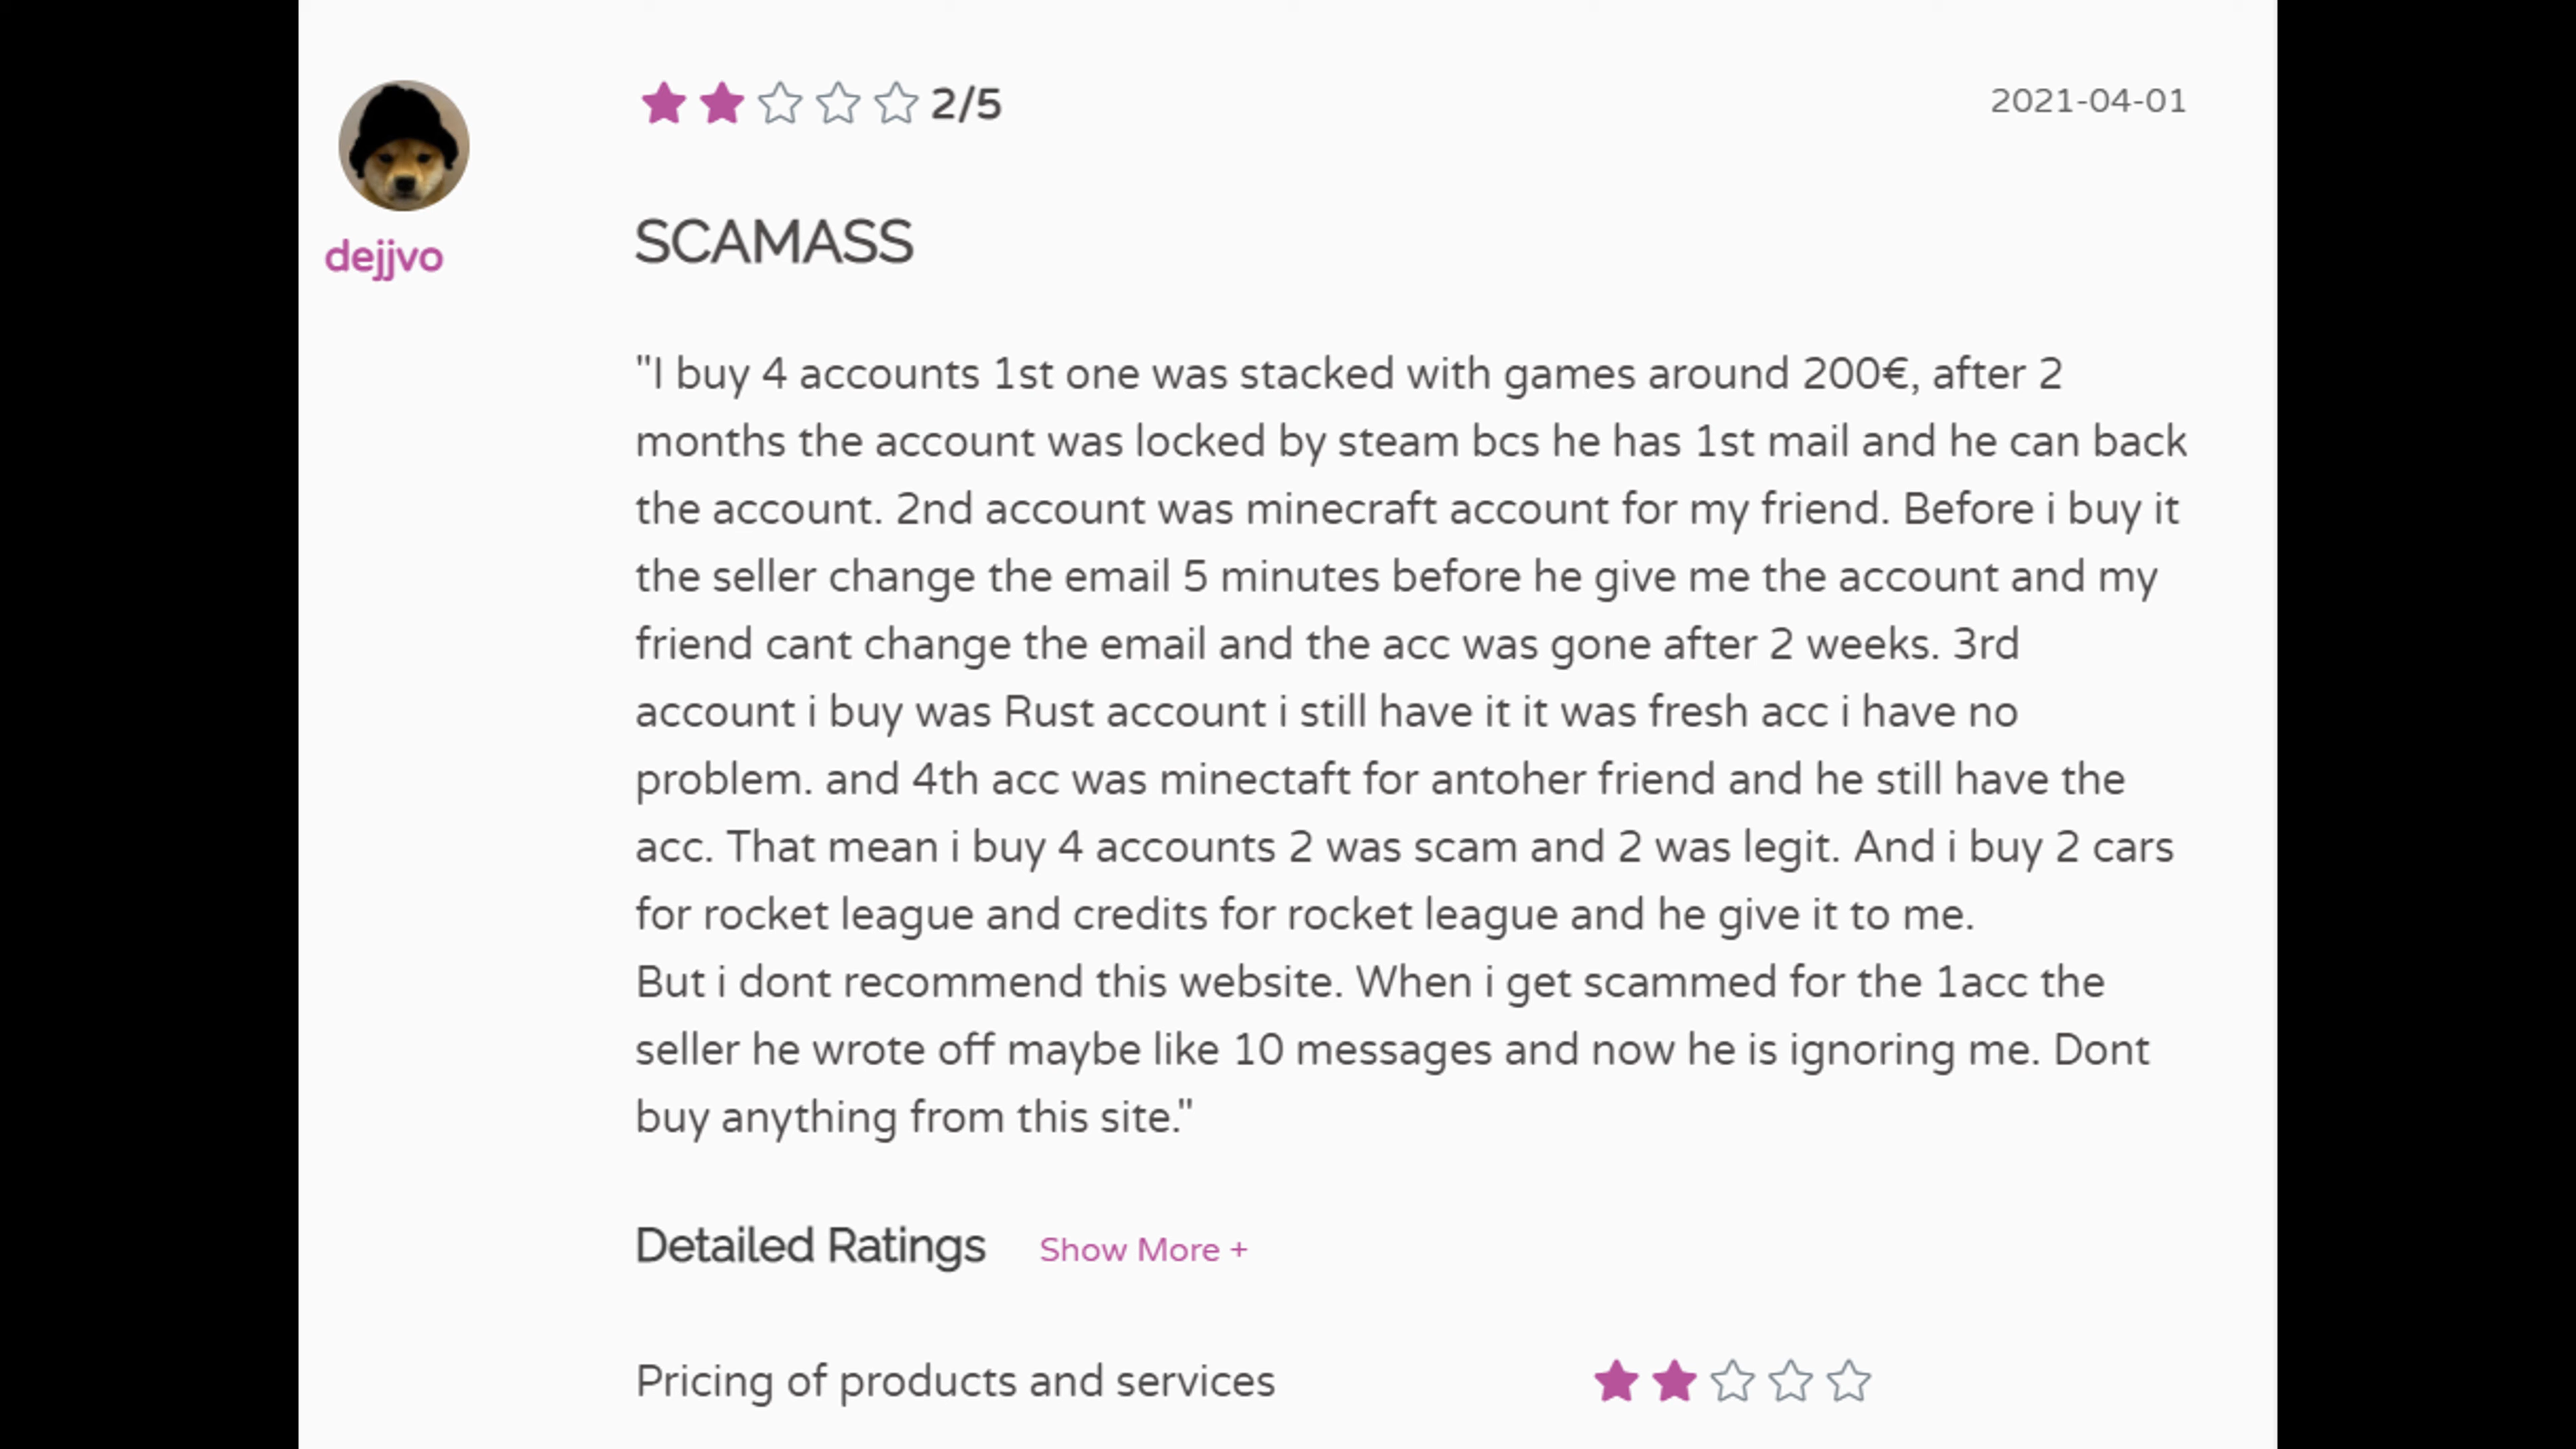 2/5
2021-04-01
dejjvo
SCAMASS
"I buy 4 accounts 1st one was stacked with games around 200€, after 2
months the account was locked by steam bcs he has 1st mail and he can back
the account. 2nd account was minecraft account for my friend. Before i buy it
the seller change the email 5 minutes before he give me the account and my
friend cant change the email and the acc was gone after 2 weeks. 3rd
account i buy was Rust account i still have it it was fresh acc i have no
problem. and 4th acc was minectaft for antoher friend and he still have the
acc. That mean i buy 4 accounts 2 was scam and 2 was legit. And i buy 2 cars
for rocket league and credits for rocket league and he give it to me.
But i dont recommend this website. When i get scammed for the 1acc the
seller he wrote off maybe like 10 messages and now he is ignoring me. Dont
buy anything from this site."
Detailed Ratings Show More +
Pricing of products and services